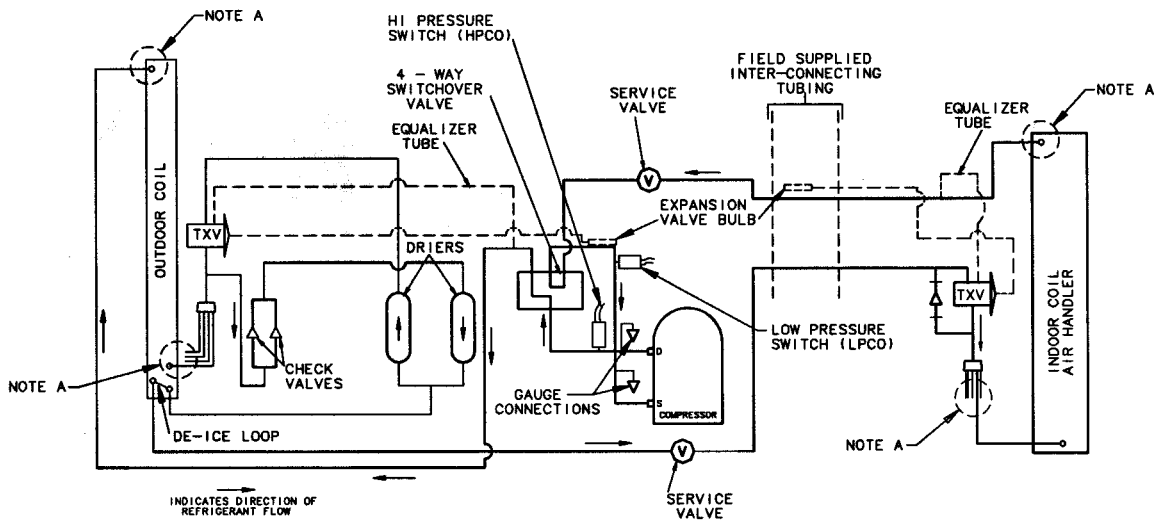 NOTE A
HI PRESSURE
SWITCH (HPCO)
4 - WAY
SWITCHOVER
VALVE
EQUALIZER
TUBE
SERVICE
VALVE
FIELD SUPPLIED
INTER-CONNECTING
TUBING
EQUALIZER
TUBE
NOTE A
OUTDOOR COIL
V
TXV
EXPANSION
VALVE BULB
DRIERS
TXV
LOW PRESSURE
SWITCH (LPCO)
INDOOR COIL
AIR HANDLER
D
S
COMPRESSOR
GAUGE
CONNECTIONS
CHECK
VALVES
NOTE A
DE-ICE LOOP
V
NOTE A
SERVICE
VALVE
INDICATES DIRECTION OF
REFRIGERANT FLOW